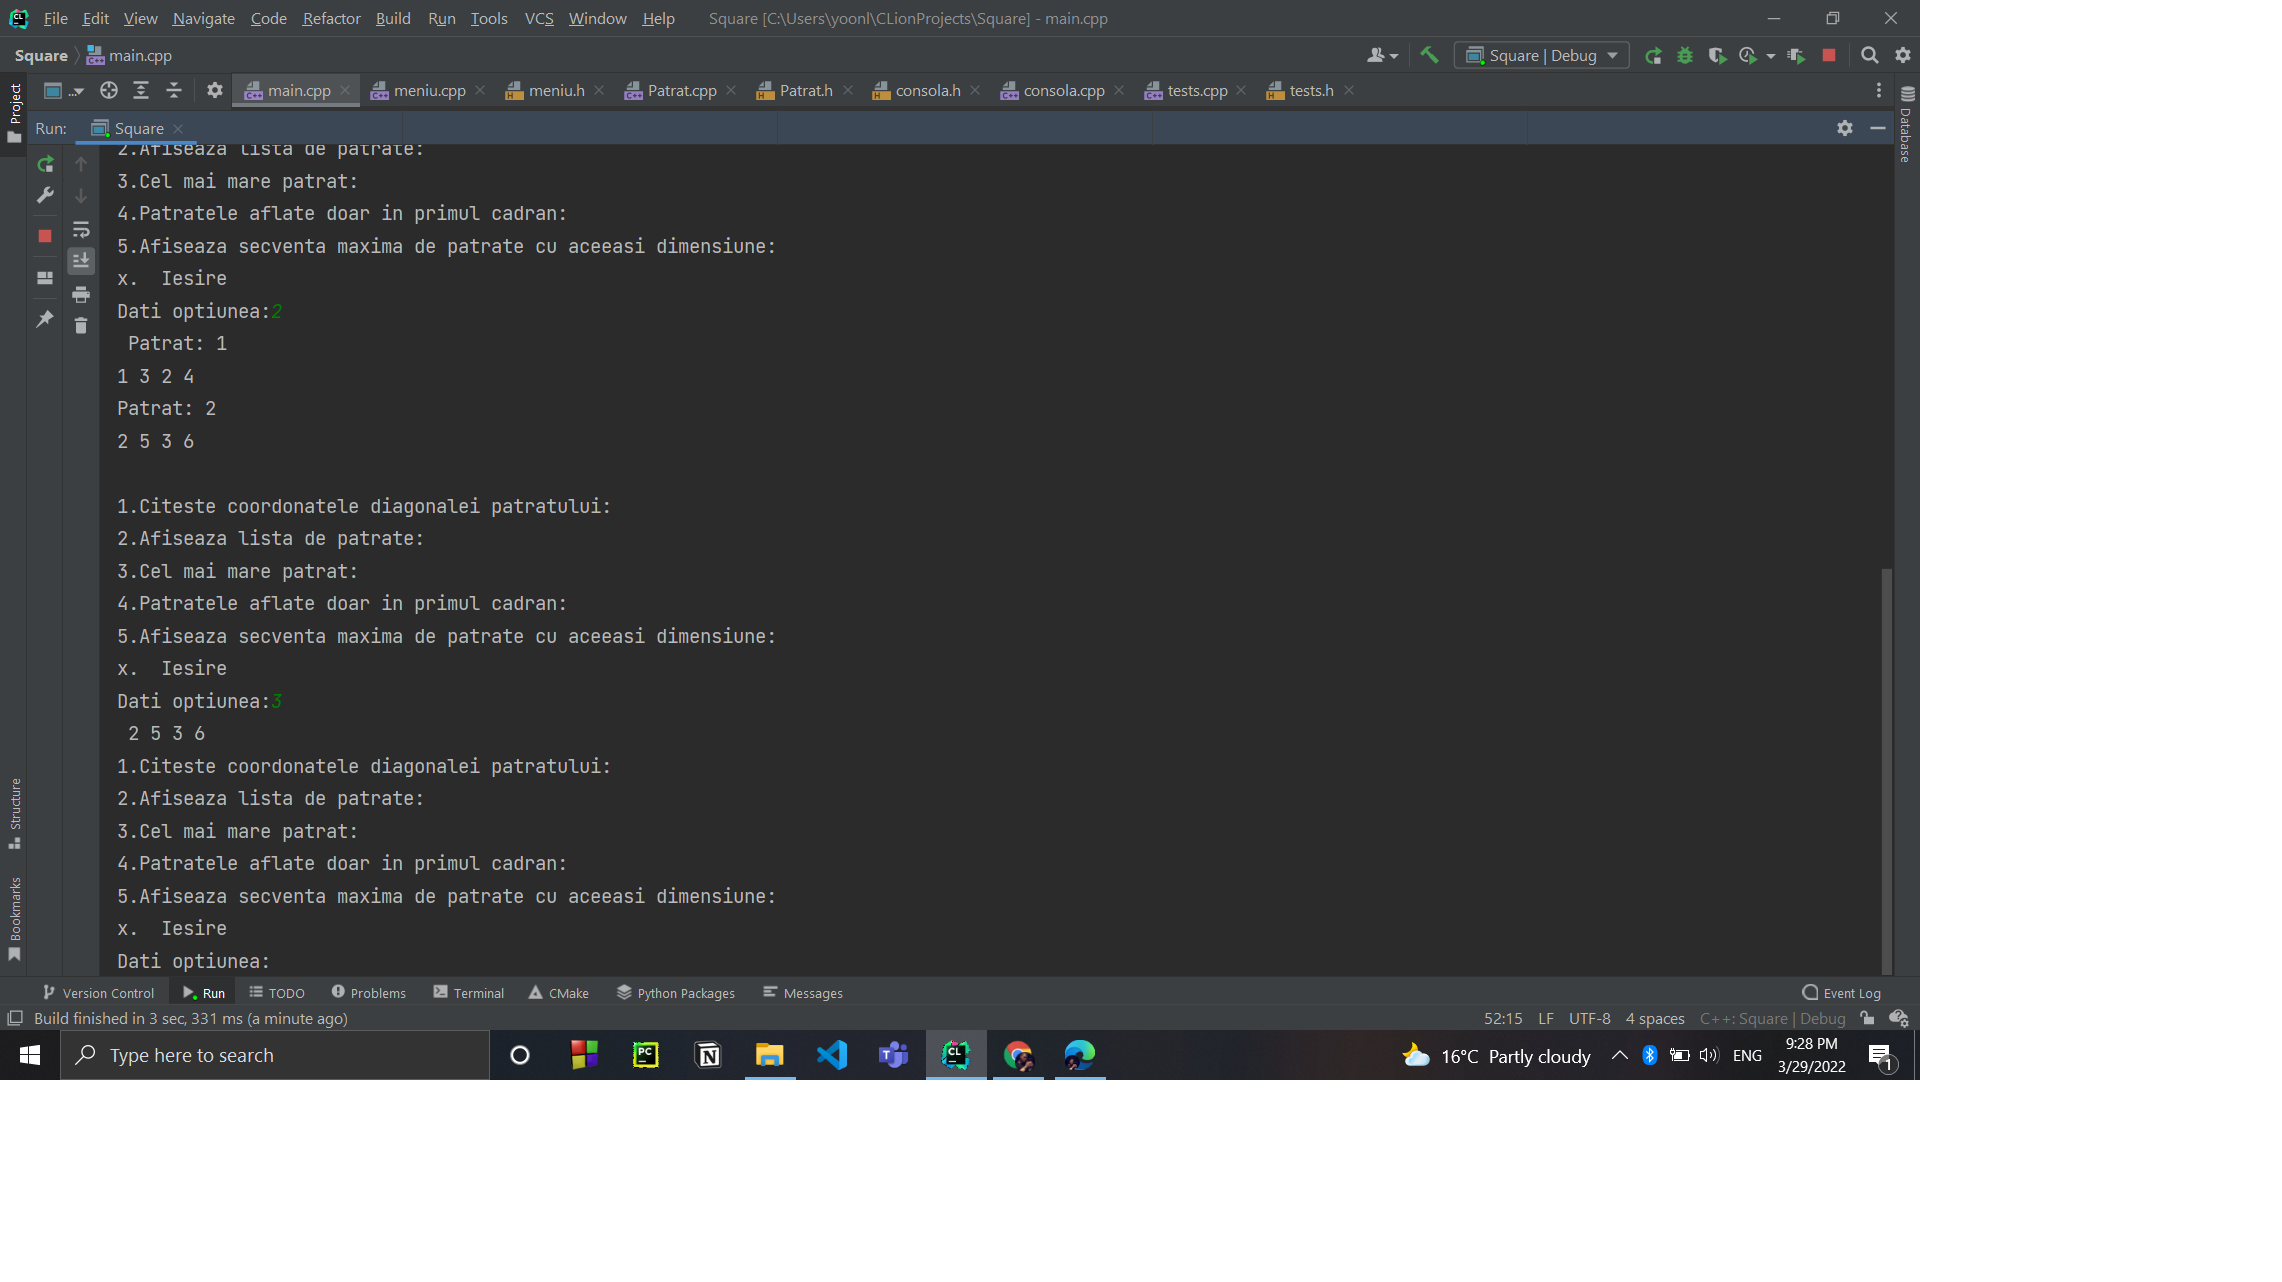 File Edit View Navigate Code Refactor Build Run Tools VCS Window Help Square [C:\Users\yoonl\CLionProjects\Square] - main.cpp
Square main.cpp Square | Debug
Project ... main.cpp meniu.cpp meniu.h Patrat.cpp Patrat.h consola.h consola.cpp tests.cpp tests.h Database
Run: Square
2.Afiseaza lista de patrate:
3.Cel mai mare patrat:
4.Patratele aflate doar in primul cadran:
5.Afiseaza secventa maxima de patrate cu aceeasi dimensiune:
x.  Iesire
Dati optiunea:2
 Patrat: 1
1 3 2 4
Patrat: 2
2 5 3 6
1.Citeste coordonatele diagonalei patratului:
2.Afiseaza lista de patrate:
3.Cel mai mare patrat:
4.Patratele aflate doar in primul cadran:
5.Afiseaza secventa maxima de patrate cu aceeasi dimensiune:
x.  Iesire
Dati optiunea:3
 2 5 3 6
1.Citeste coordonatele diagonalei patratului:
2.Afiseaza lista de patrate:
3.Cel mai mare patrat:
4.Patratele aflate doar in primul cadran:
5.Afiseaza secventa maxima de patrate cu aceeasi dimensiune:
x.  Iesire
Dati optiunea:
Structure
Bookmarks
Version Control Run TODO Problems Terminal CMake Python Packages Messages Event Log
Build finished in 3 sec, 331 ms (a minute ago) 52:15 LF UTF-8 4 spaces C++: Square | Debug
Type here to search 16°C Partly cloudy ENG 9:28 PM
3/29/2022 1